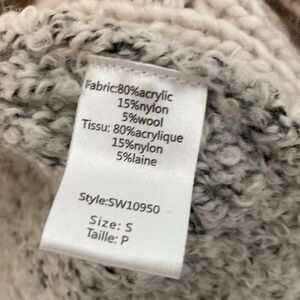 Fabric:80%acrylic
15%nylon
5%wool
Tissu: 80%acrylique
15%nylon
5%laine
Style:SW10950
Size: S
Taille: P